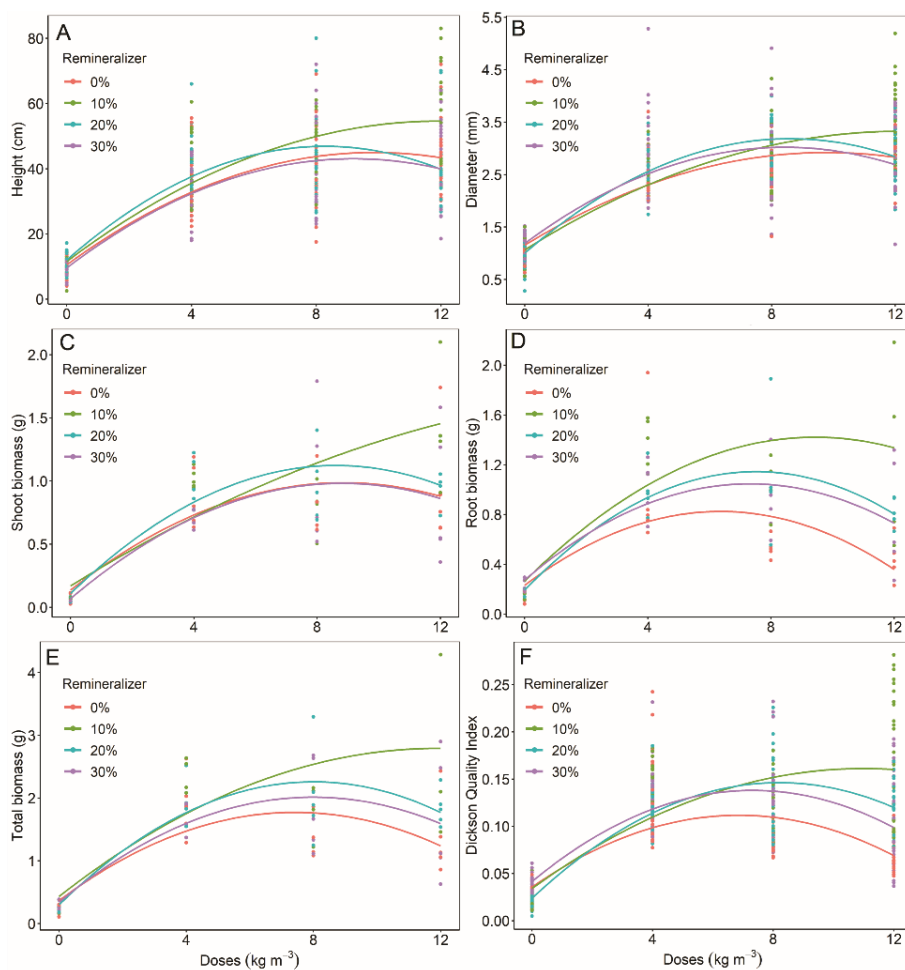 A
Remineralizer
0%
10%
20%
30%
Height (cm)
80
60
40
20
0
0 4 8 12
B
Remineralizer
0%
10%
20%
30%
Diameter (mm)
5.5
4.5
3.5
2.5
1.5
0.5
0 4 8 12
C
Remineralizer
0%
10%
20%
30%
Shoot biomass (g)
2.0
1.5
1.0
0.5
0.0
0 4 8 12
D
Remineralizer
0%
10%
20%
30%
Root biomass (g)
2.0
1.6
1.2
0.8
0.4
0.0
0 4 8 12
E
Remineralizer
0%
10%
20%
30%
Total biomass (g)
4
3
2
1
0
0 4 8 12
Doses (kg m⁻³)
F
Remineralizer
0%
10%
20%
30%
Dickson Quality Index
0.25
0.20
0.15
0.10
0.05
0.00
0 4 8 12
Doses (kg m⁻³)